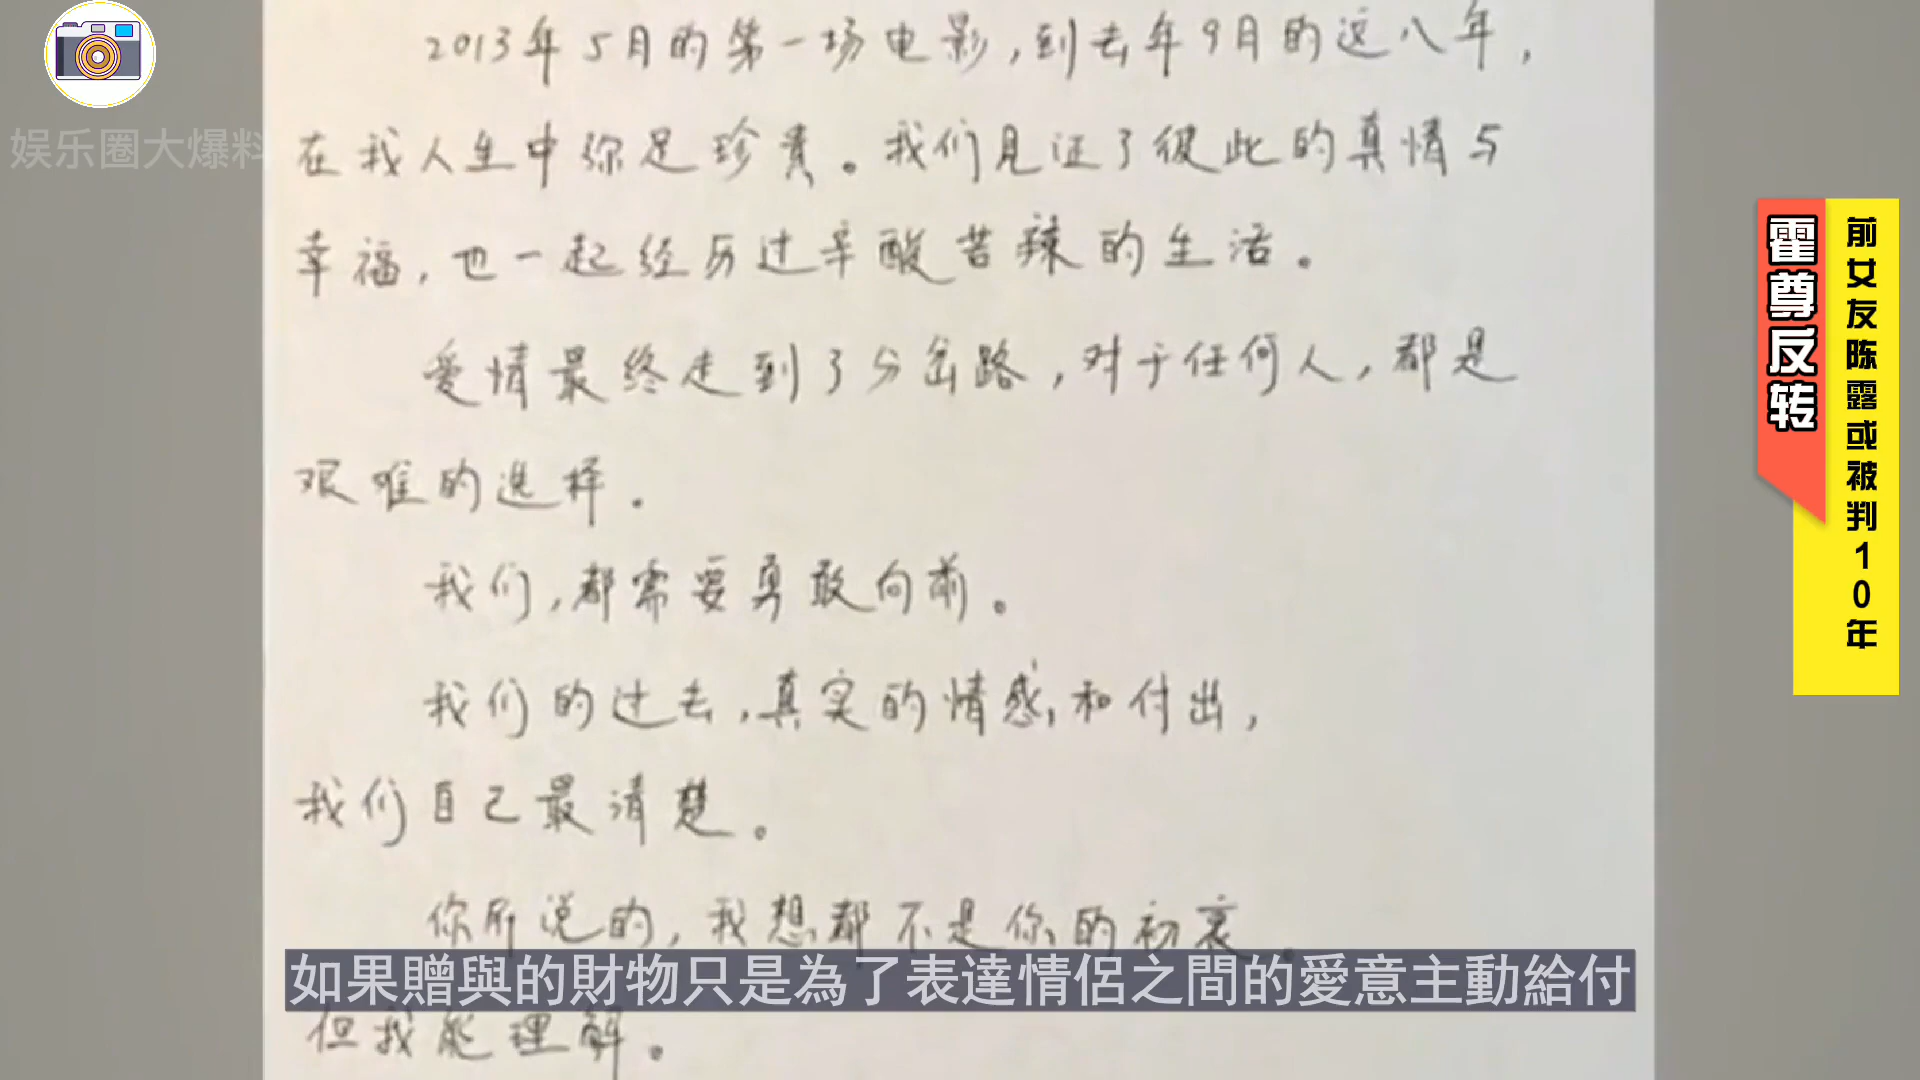 2013年5月的第一场电影,到去年9月的这八年,
在我人生中弥足珍贵。我们见证了彼此的真情与
幸福,也一起经历过辛酸苦辣的生活。
爱情最终走到了分岔路,对于任何人,都是
艰难的选择.
我们,都需要勇敢向前。
我们的过去,真实的情感和付出,
我们自己最清楚。
你所说的,我想都不是你的初衷。
但我能理解。
如果贈與的財物只是為了表達情侶之間的愛意主動給付
娱乐圈大爆料
霍尊反转
前女友陈露或被判10年